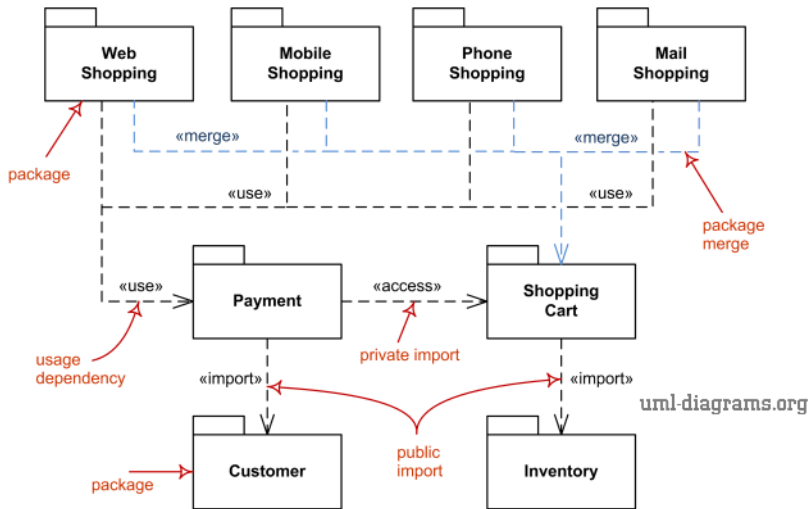 Web
Shopping
Mobile
Shopping
Phone
Shopping
Mail
Shopping
«merge»
«merge»
package
«use»
«use»
package
merge
«use»
Payment
«access»
Shopping
Cart
usage
dependency
private import
«import»
«import»
uml-diagrams.org
public
import
package
Customer
Inventory